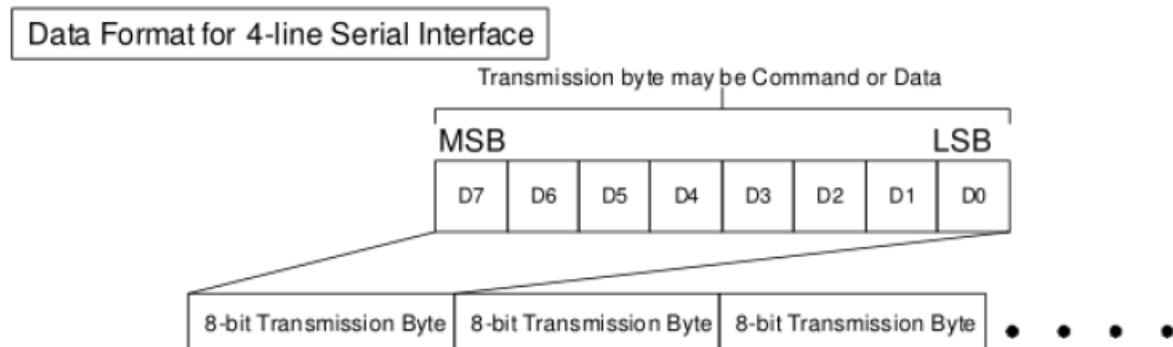 Data Format for 4-line Serial Interface
Transmission byte may be Command or Data
MSB LSB
D7 D6 D5 D4 D3 D2 D1 D0
8-bit Transmission Byte 8-bit Transmission Byte 8-bit Transmission Byte